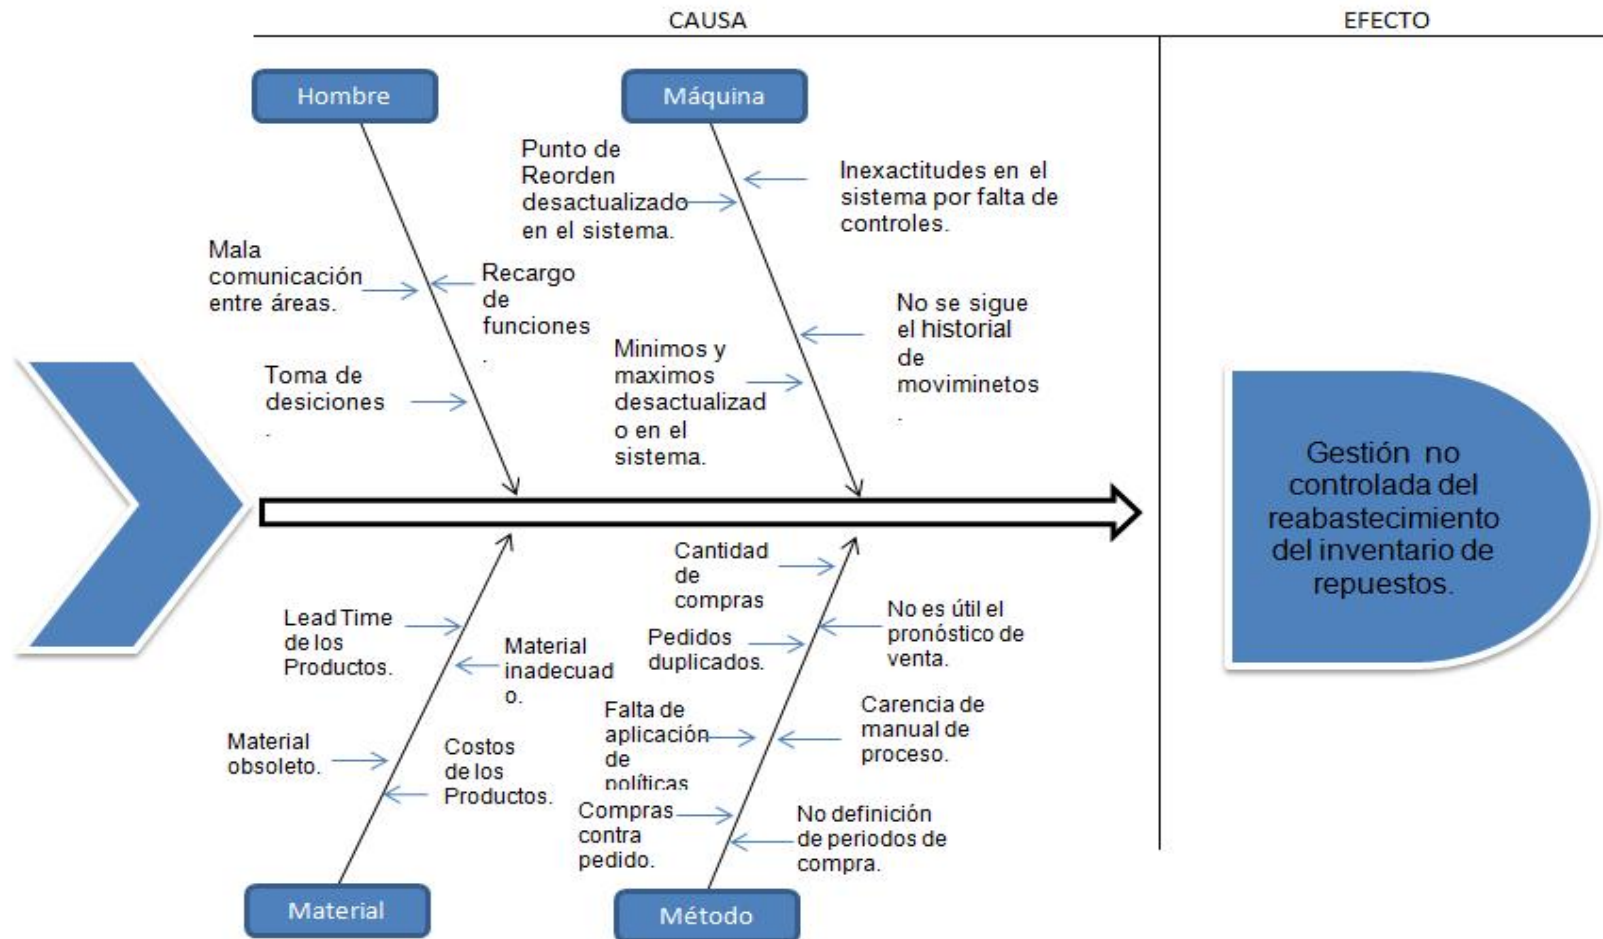 CAUSA
EFECTO
Hombre
Máquina
Punto de
Reorden
desactualizado
en el sistema.
Inexactitudes en el
sistema por falta de
controles.
Mala
comunicación
entre áreas.
Recargo
de
funciones
.
No se sigue
el historial
de
moviminetos
.
Toma de
desiciones
.
Minimos y
maximos
desactualizad
o en el
sistema.
Gestión no
controlada del
reabastecimiento
del inventario de
repuestos.
Cantidad
de
compras
Lead Time
de los
Productos.
Material
inadecuad
o.
Pedidos
duplicados.
No es útil el
pronóstico de
venta.
Material
obsoleto.
Costos
de los
Productos.
Falta de
aplicación
de
políticas
Carencia de
manual de
proceso.
Compras
contra
pedido.
No definición
de periodos de
compra.
Material
Método